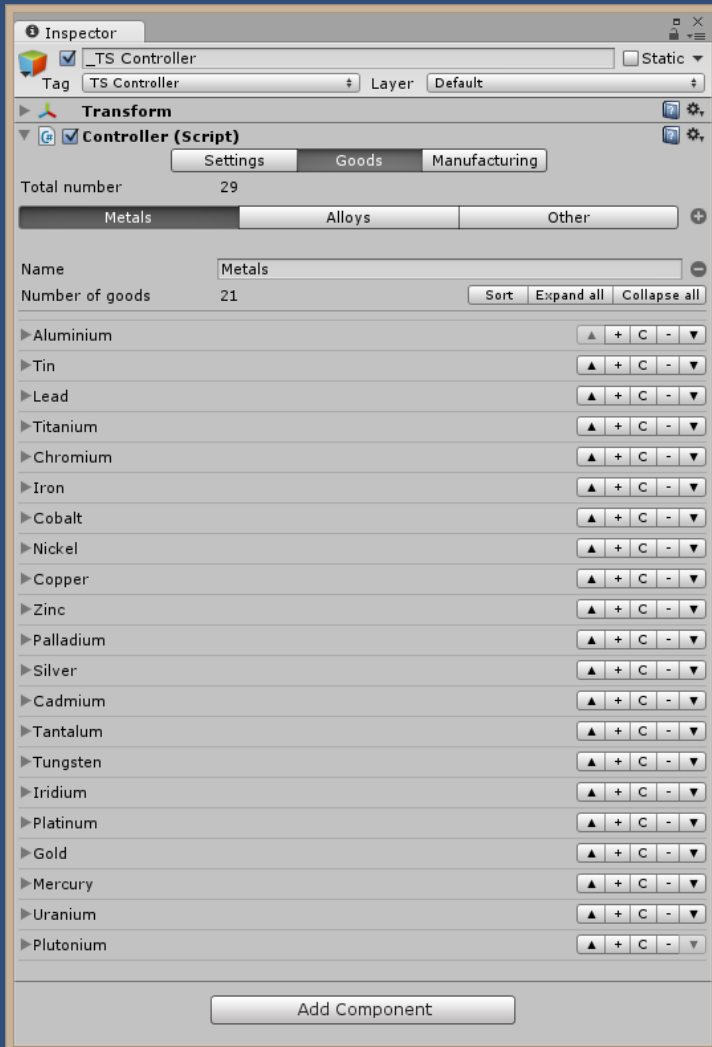 Inspector
_TS Controller Static
Tag TS Controller Layer Default
Transform
Controller (Script)
Settings Goods Manufacturing
Total number 29
Metals Alloys Other
Name Metals
Number of goods 21 Sort Expand all Collapse all
Aluminium + C -
Tin + C -
Lead + C -
Titanium + C -
Chromium + C -
Iron + C -
Cobalt + C -
Nickel + C -
Copper + C -
Zinc + C -
Palladium + C -
Silver + C -
Cadmium + C -
Tantalum + C -
Tungsten + C -
Iridium + C -
Platinum + C -
Gold + C -
Mercury + C -
Uranium + C -
Plutonium + C -
Add Component